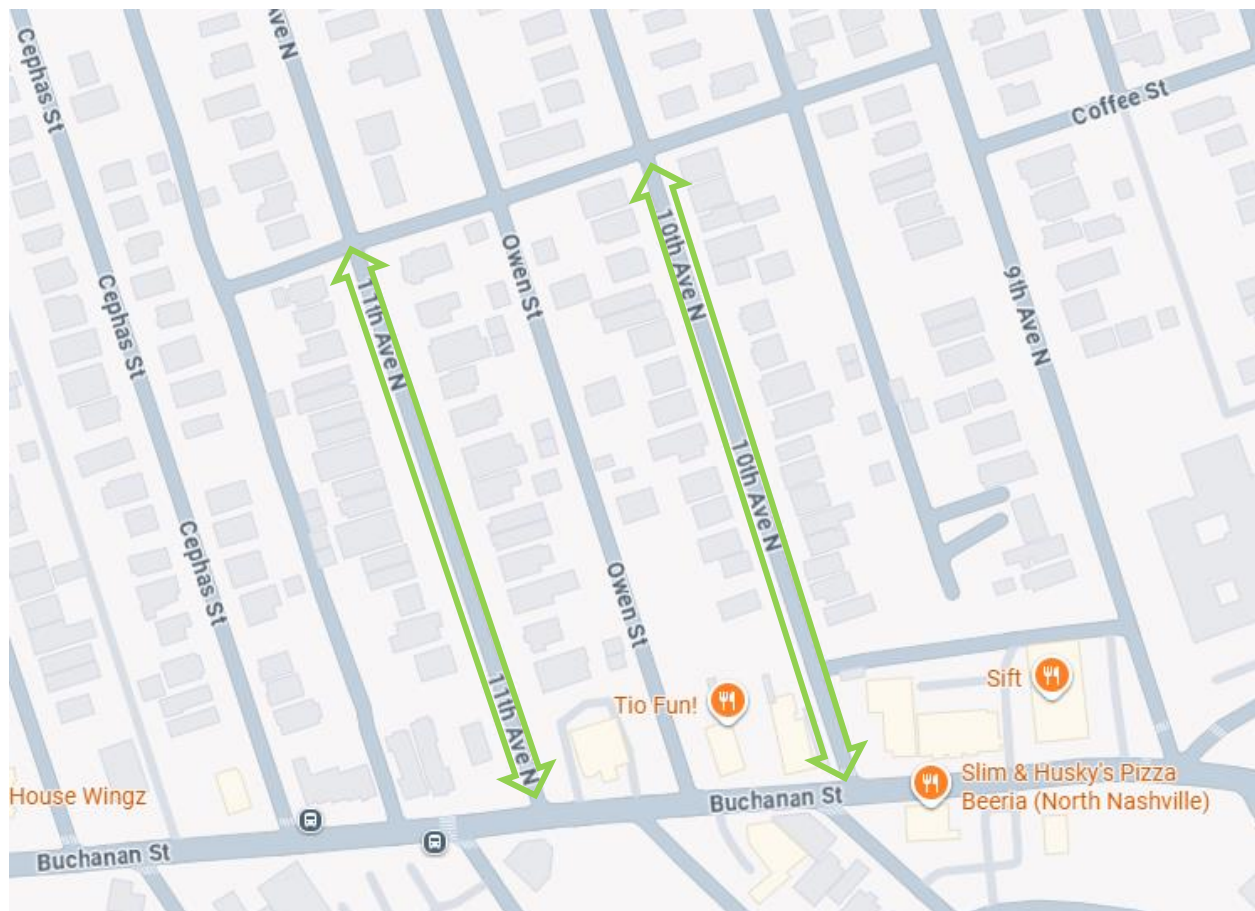 Cephas St
Ave N
Coffee St
10th Ave N
Owen St
9th Ave N
11th Ave N
Cephas St
10th Ave N
Cephas St
Owen St
11th Ave N
Tio Fun!
Sift
House Wingz
Buchanan St
Slim & Husky's Pizza
Beeria (North Nashville)
Buchanan St